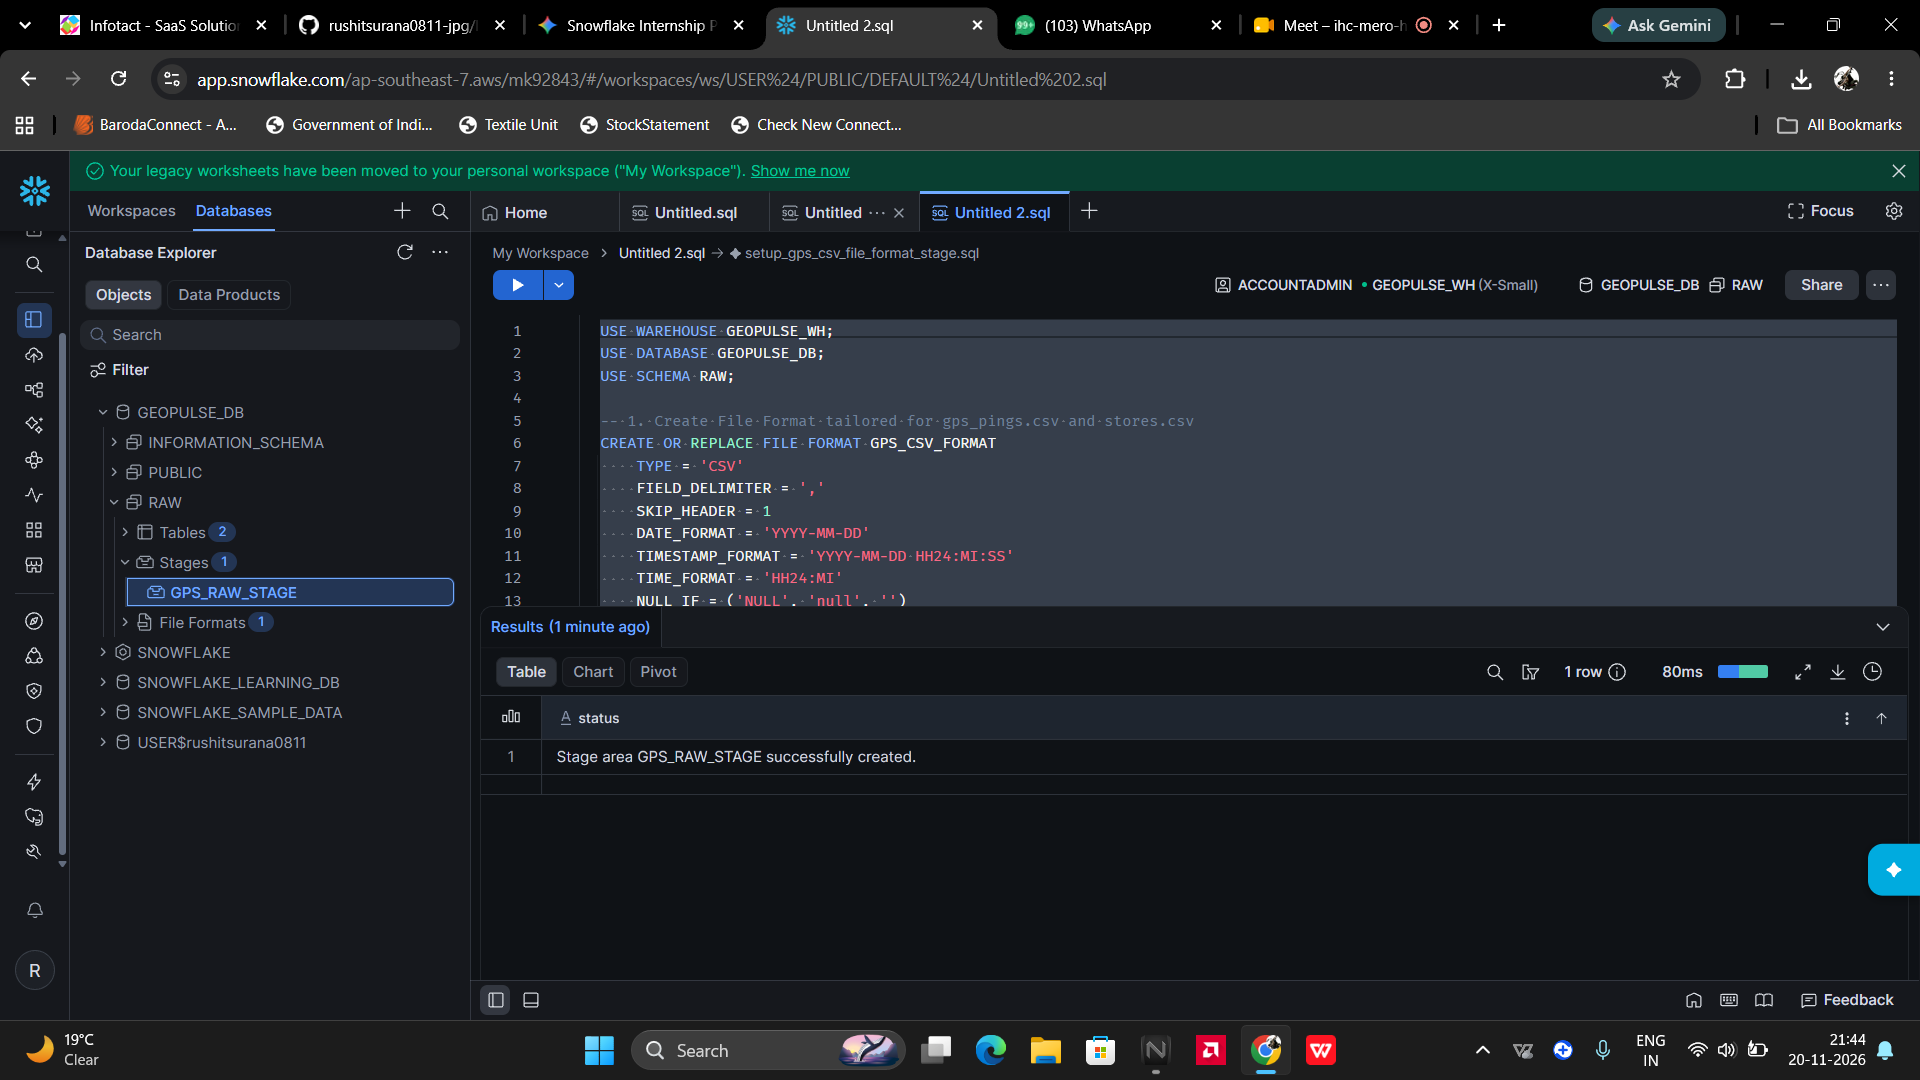 Infotact - SaaS Solution
rushitsurana0811-jpg/
Snowflake Internship P
Untitled 2.sql
(103) WhatsApp
99+
Meet – ihc-mero-h
Ask Gemini
app.snowflake.com/ap-southeast-7.aws/mk92843/#/workspaces/ws/USER%24/PUBLIC/DEFAULT%24/Untitled%202.sql
BarodaConnect - A...
Government of Indi...
Textile Unit
StockStatement
Check New Connect...
All Bookmarks
Your legacy worksheets have been moved to your personal workspace ("My Workspace"). Show me now
Workspaces
Databases
Home
Untitled.sql
Untitled ···
Untitled 2.sql
Focus
Database Explorer
Objects
Data Products
Search
Filter
GEOPULSE_DB
INFORMATION_SCHEMA
PUBLIC
RAW
Tables 2
Stages 1
GPS_RAW_STAGE
File Formats 1
SNOWFLAKE
SNOWFLAKE_LEARNING_DB
SNOWFLAKE_SAMPLE_DATA
USER$rushitsurana0811
R
My Workspace > Untitled 2.sql → setup_gps_csv_file_format_stage.sql
ACCOUNTADMIN • GEOPULSE_WH (X-Small)
GEOPULSE_DB
RAW
Share
1 USE WAREHOUSE GEOPULSE_WH;
2 USE DATABASE GEOPULSE_DB;
3 USE SCHEMA RAW;
4
5 -- 1. Create File Format tailored for gps_pings.csv and stores.csv
6 CREATE OR REPLACE FILE FORMAT GPS_CSV_FORMAT
7 TYPE = 'CSV'
8 FIELD_DELIMITER = ','
9 SKIP_HEADER = 1
10 DATE_FORMAT = 'YYYY-MM-DD'
11 TIMESTAMP_FORMAT = 'YYYY-MM-DD HH24:MI:SS'
12 TIME_FORMAT = 'HH24:MI'
13 NULL_IF = ('NULL', 'null', '')
Results (1 minute ago)
Table
Chart
Pivot
1 row
80ms
A status
1 Stage area GPS_RAW_STAGE successfully created.
Feedback
19°C
Clear
Search
ENG
IN
21:44
20-11-2026